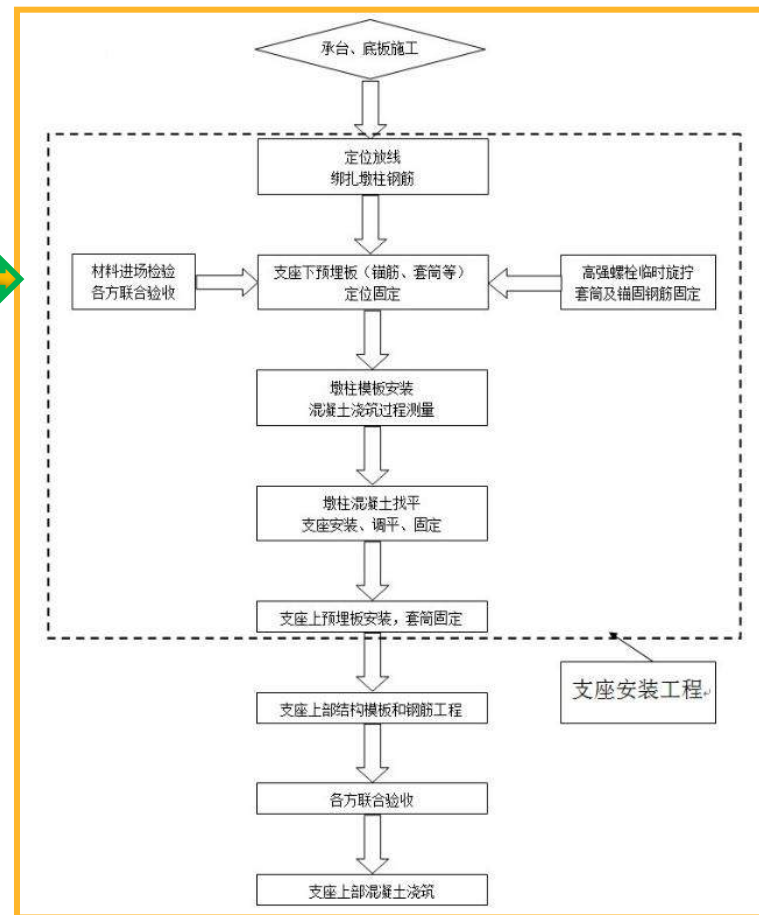 承台、底板施工
定位放线
绑扎墩柱钢筋
材料进场检验
各方联合验收
支座下预埋板（锚筋、套筒等）
定位固定
高强螺栓临时旋拧
套筒及锚固钢筋固定
墩柱模板安装
混凝土浇筑过程测量
墩柱混凝土找平
支座安装、调平、固定
支座上预埋板安装，套筒固定
支座安装工程
支座上部结构模板和钢筋工程
各方联合验收
支座上部混凝土浇筑